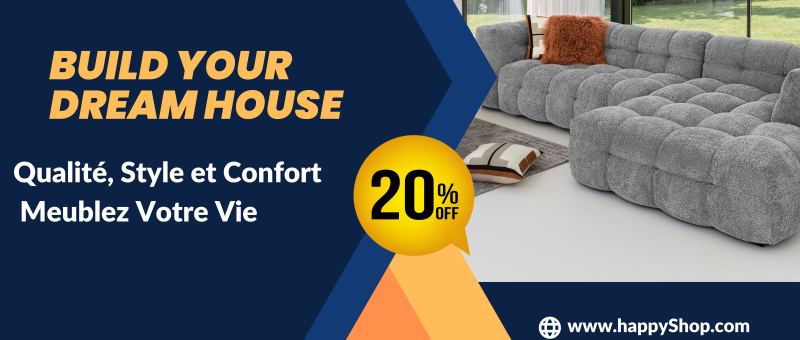 BUILD YOUR
DREAM HOUSE
Qualité, Style et Confort
Meublez Votre Vie
20%
OFF
www.happyShop.com